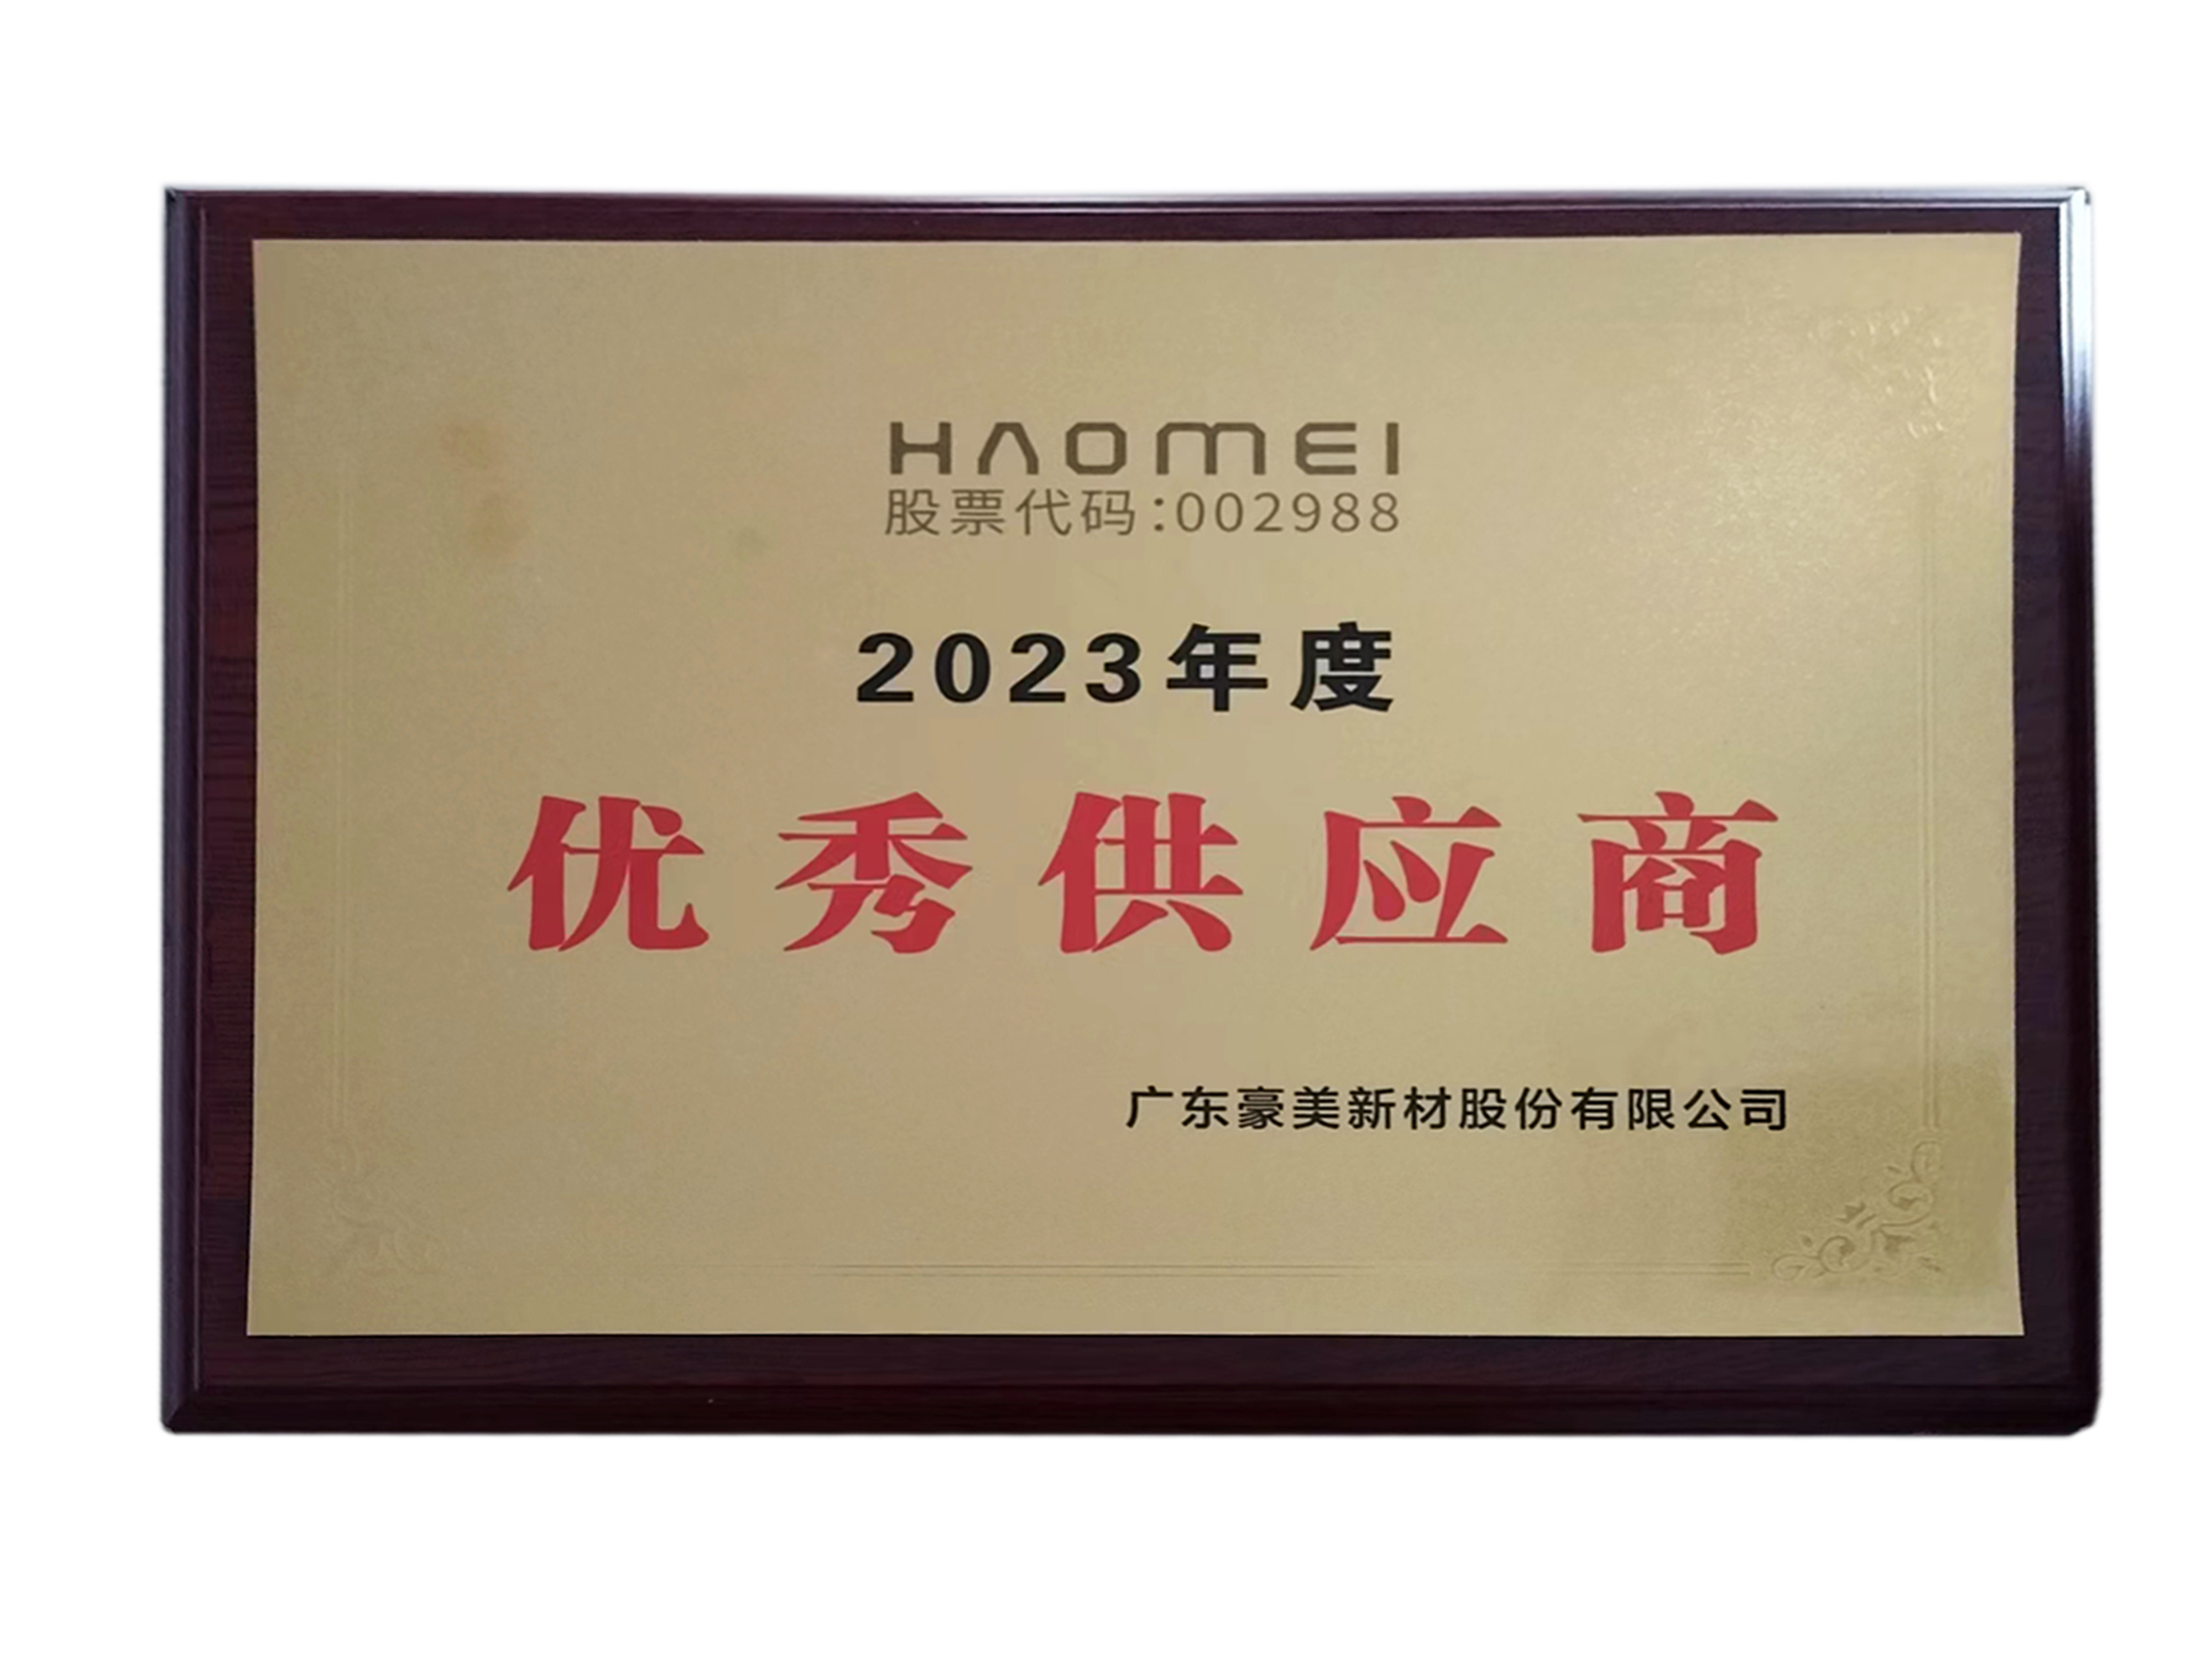 HAOMEI
股票代码:002988
2023年度
优秀供应商
广东豪美新材股份有限公司